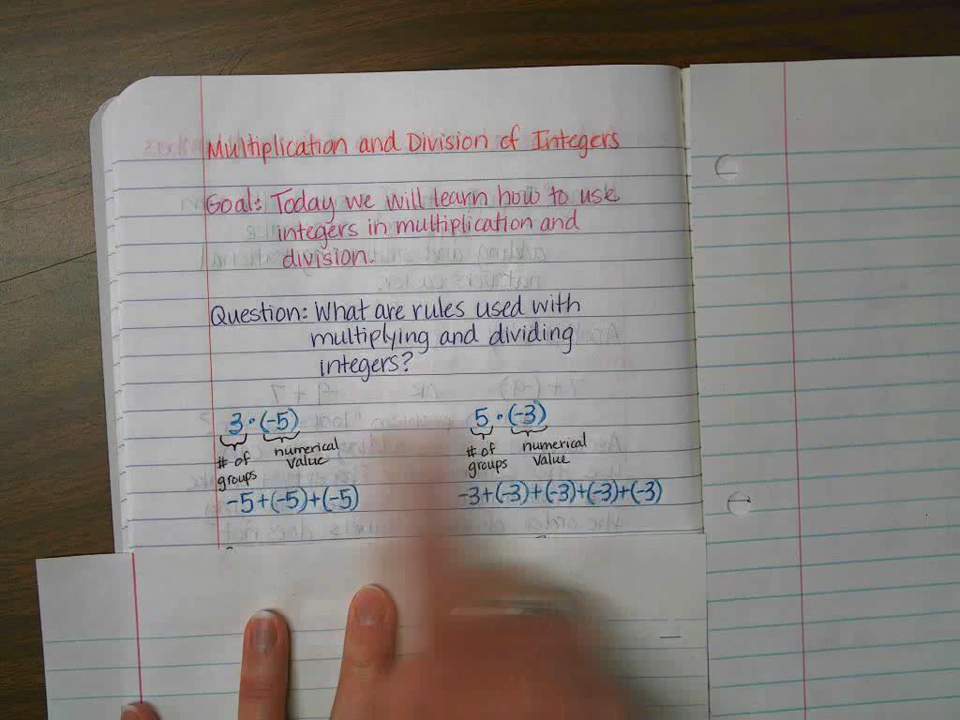 Multiplication and Division of Integers
Goal: Today we will learn how to use
integers in multiplication and
division.
Question: What are rules used with
multiplying and dividing
integers?
3 · (-5)
# of
groups
numerical
value
-5+(-5)+(-5)
5 · (-3)
# of
groups
numerical
value
-3+(-3)+(-3)+(-3)+(-3)